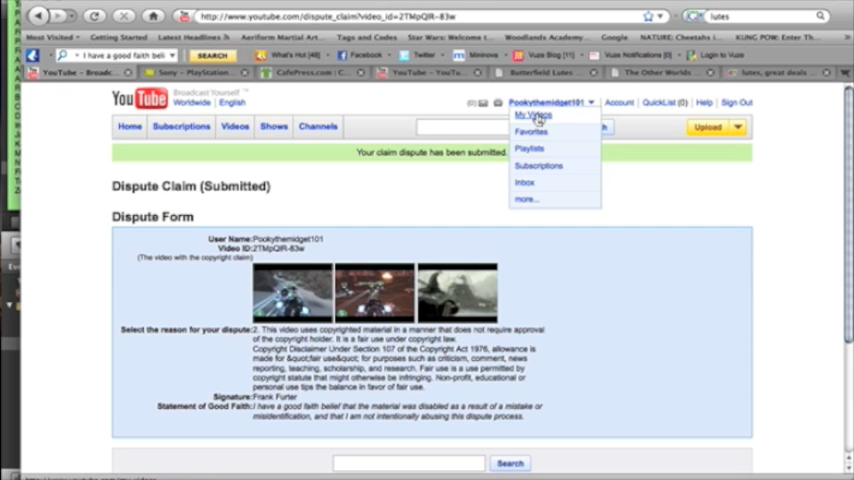 http://www.youtube.com/dispute_claim?video_id=2TMpQIR-83w
lutes
Most Visited Getting Started Latest Headlines Aeriform Martial Art... Tags and Codes Star Wars: Welcome t... Woodlands Academy... Google NATURE: Cheetahs i... KUNG POW: Enter Th...
I have a good faith beli SEARCH What's Hot [48] Facebook Twitter Mininova Vuze Blog [11] Vuze Notifications [0] Login to Vuze
YouTube - Broadc... Sony - PlayStation... CafePress.com : C... YouTube - Y... Butterfield Lutes The Other Worlds ... lutes, great deals ...
YouTube Broadcast Yourself™
Worldwide English
(0) Pookythemidget101 Account QuickList (0) Help Sign Out
Home Subscriptions Videos Shows Channels Upload
My Videos
Favorites
Playlists
Subscriptions
Inbox
more...
Your claim dispute has been submitted.
Dispute Claim (Submitted)
Dispute Form
User Name:Pookythemidget101
Video ID:2TMpQIR-83w
(The video with the copyright claim)
Select the reason for your dispute:2. This video uses copyrighted material in a manner that does not require approval
of the copyright holder. It is a fair use under copyright law.
Copyright Disclaimer Under Section 107 of the Copyright Act 1976, allowance is
made for &quot;fair use&quot; for purposes such as criticism, comment, news
reporting, teaching, scholarship, and research. Fair use is a use permitted by
copyright statute that might otherwise be infringing. Non-profit, educational or
personal use tips the balance in favor of fair use.
Signature:Frank Furter
Statement of Good Faith:I have a good faith belief that the material was disabled as a result of a mistake or
misidentification, and that I am not intentionally abusing this dispute process.
Search